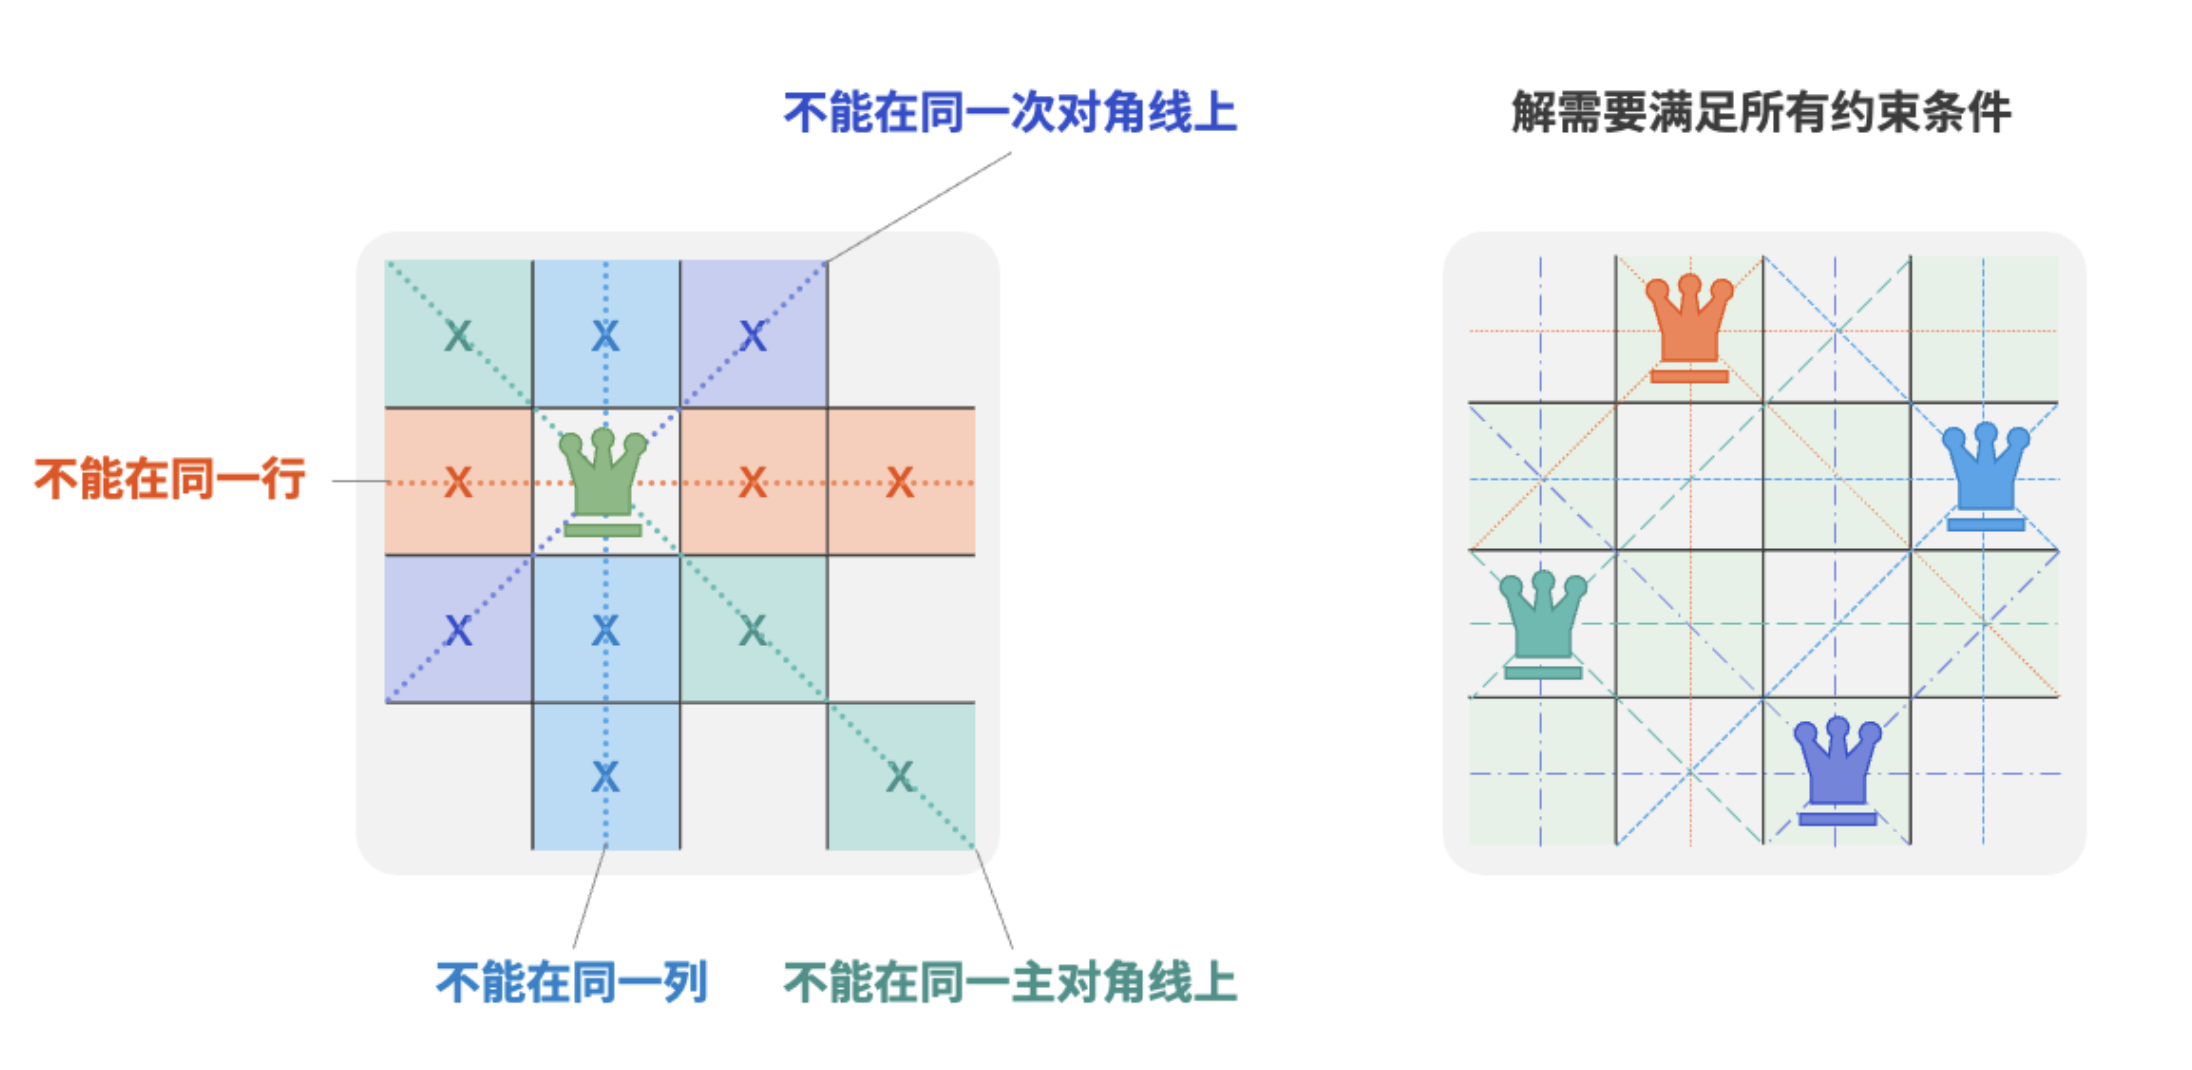 不能在同一次对角线上
解需要满足所有约束条件
X X X
不能在同一行
X X X
X X X
X X
不能在同一列
不能在同一主对角线上